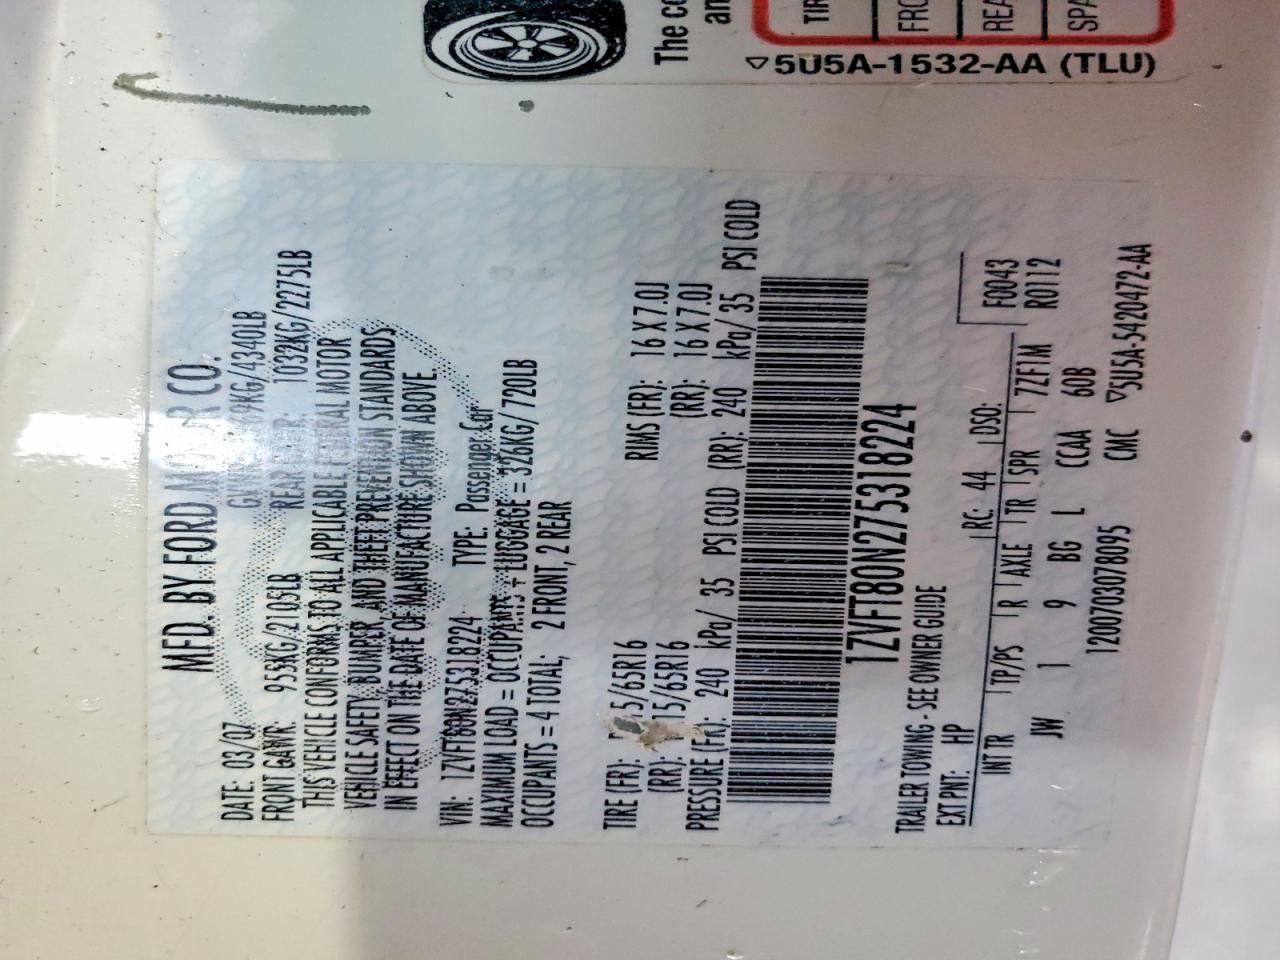 The co
an
TIR
FRO
REA
SPA
5U5A-1532-AA (TLU)
MFD. BY FORD MOTOR CO.
DATE: 03/07
9KG/4340LB
FRONT GAWR: 955KG/2105LB REAR 1032KG/2275LB
THIS VEHICLE CONFORMS TO ALL APPLICABLE FEDERAL MOTOR
VEHICLE SAFETY, BUMPER, AND THEFT PREVENTION STANDARDS
IN EFFECT ON THE DATE OF MANUFACTURE SHOWN ABOVE.
VIN: 1ZVFT80N275318224 TYPE: Passenger Car
MAXIMUM LOAD = OCCUPANTS + LUGGAGE = 326KG/720LB
OCCUPANTS = 4 TOTAL; 2 FRONT, 2 REAR
TIRE (FR): 5/65R16 RIMS (FR): 16 X 7.0J
(RR): 15/65R16 (RR): 16 X 7.0J
PRESSURE (FR): 240 kPa/ 35 PSI COLD (RR): 240 kPa/ 35 PSI COLD
1ZVFT80N275318224
TRAILER TOWING - SEE OWNER GUIDE
EXT PNT: HP RC: 44 DSO: F0043
INT TR TP/PS R AXLE TR SPR 7ZFTM R0112
JW 1 9 BG L CCAA 60B
1200703078095 CMC 5U5A-5420472-AA